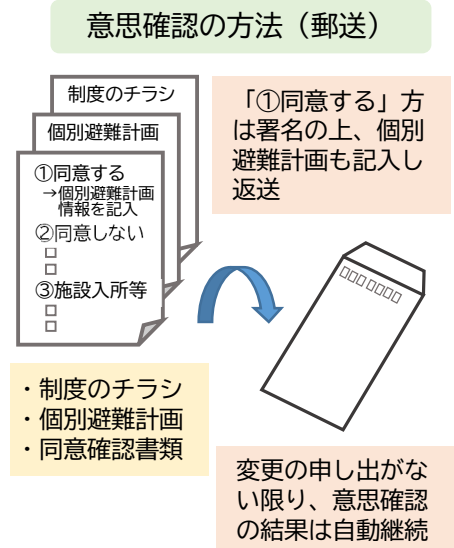 意思確認の方法（郵送）
制度のチラシ
個別避難計画
①同意する
→個別避難計画
情報を記入
②同意しない
□
□
③施設入所等
□
□
「①同意する」方
は署名の上、個別
避難計画も記入し
返送
□□□ □□□□
・制度のチラシ
・個別避難計画
・同意確認書類
変更の申し出がな
い限り、意思確認
の結果は自動継続